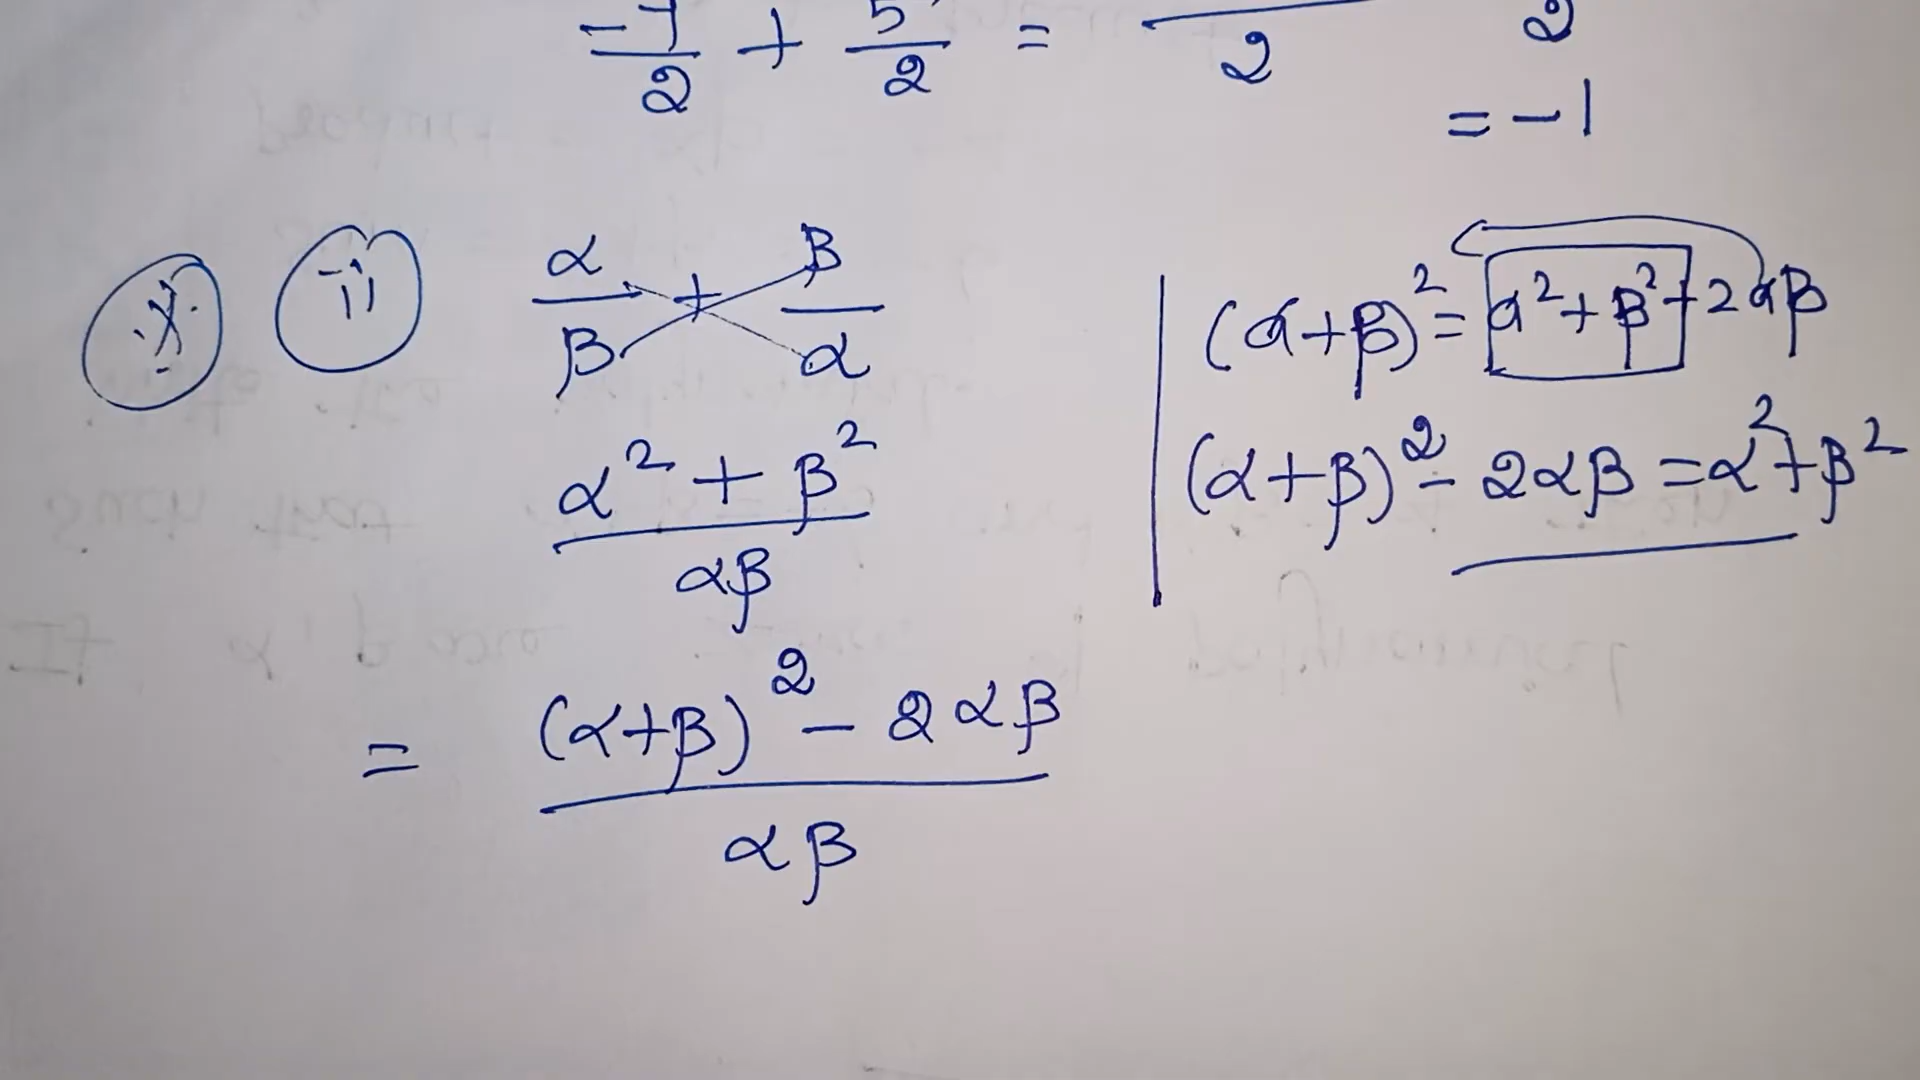 -7/2 + 5/2 = /2 2
= -1
ii α/β + β/α
(α+β)² = α² + β² + 2αβ
α² + β² / αβ
(α+β)² - 2αβ = α² + β²
= (α+β)² - 2αβ / αβ